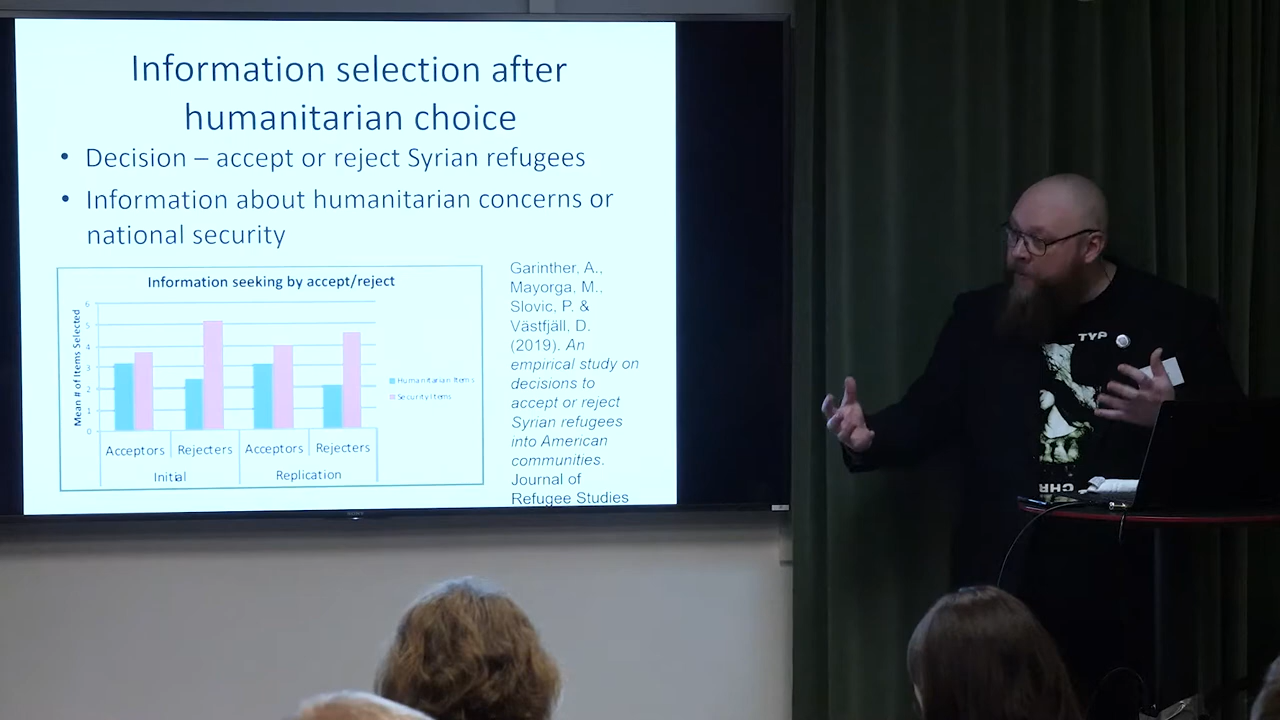 Information selection after
humanitarian choice
• Decision – accept or reject Syrian refugees
• Information about humanitarian concerns or
national security
Information seeking by accept/reject
Mean # of Items Selected
6
5
4
3
2
1
0
Acceptors Rejecters Acceptors Rejecters
Initial Replication
Humanitarian Items
Security Items
Garinther, A.,
Mayorga, M.,
Slovic, P. &
Västfjäll, D.
(2019). An
empirical study on
decisions to
accept or reject
Syrian refugees
into American
communities.
Journal of
Refugee Studies
TYP